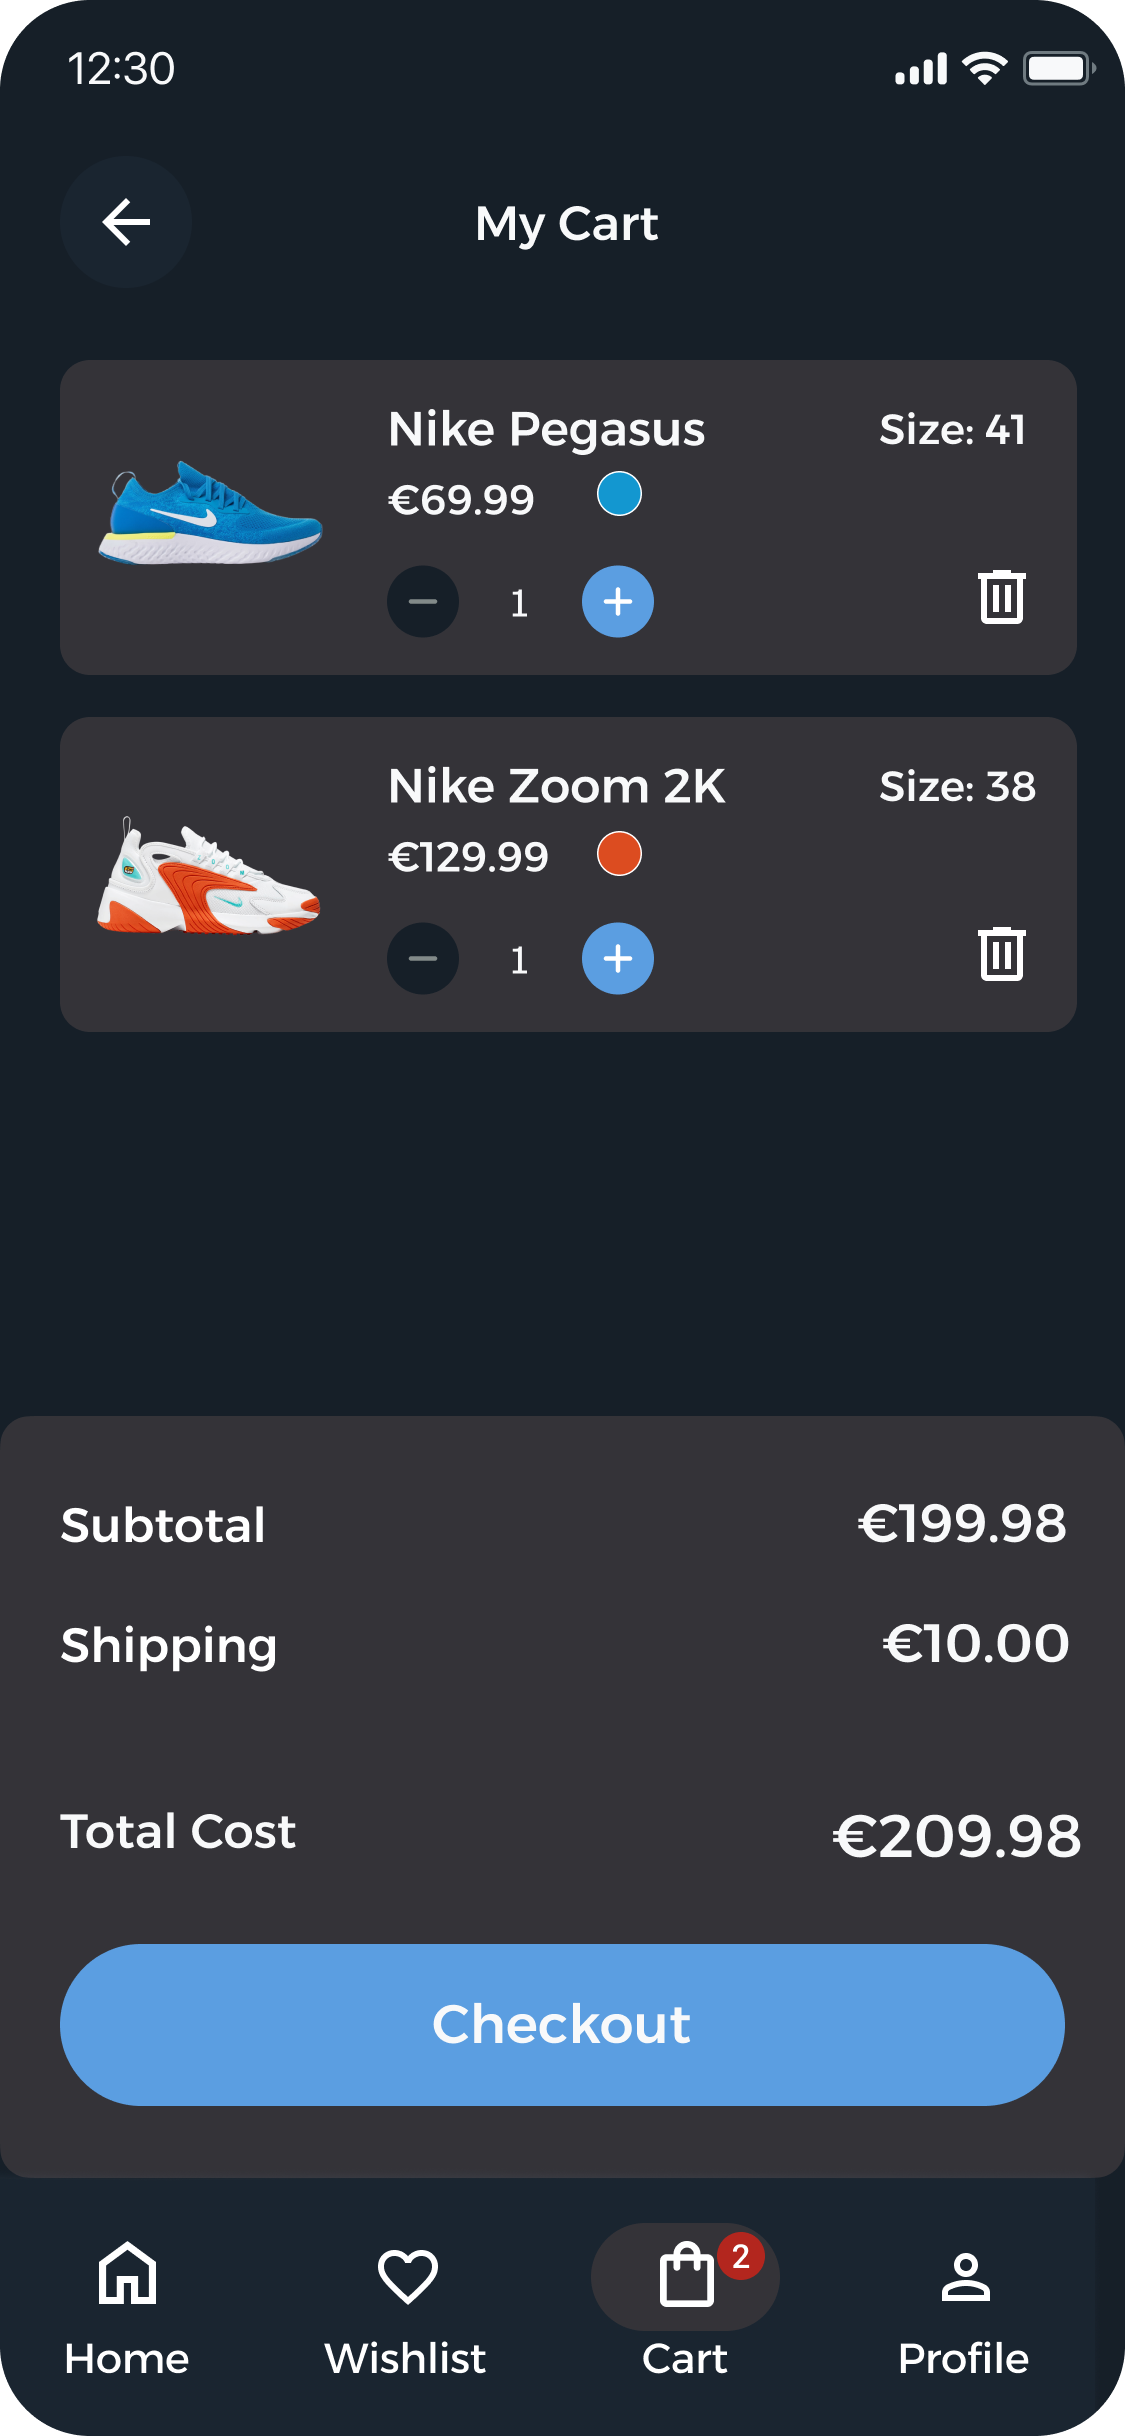 12:30
My Cart
Nike Pegasus
Size: 41
€69.99
1
Nike Zoom 2K
Size: 38
€129.99
1
Subtotal
€199.98
Shipping
€10.00
Total Cost
€209.98
Checkout
2
Home
Wishlist
Cart
Profile